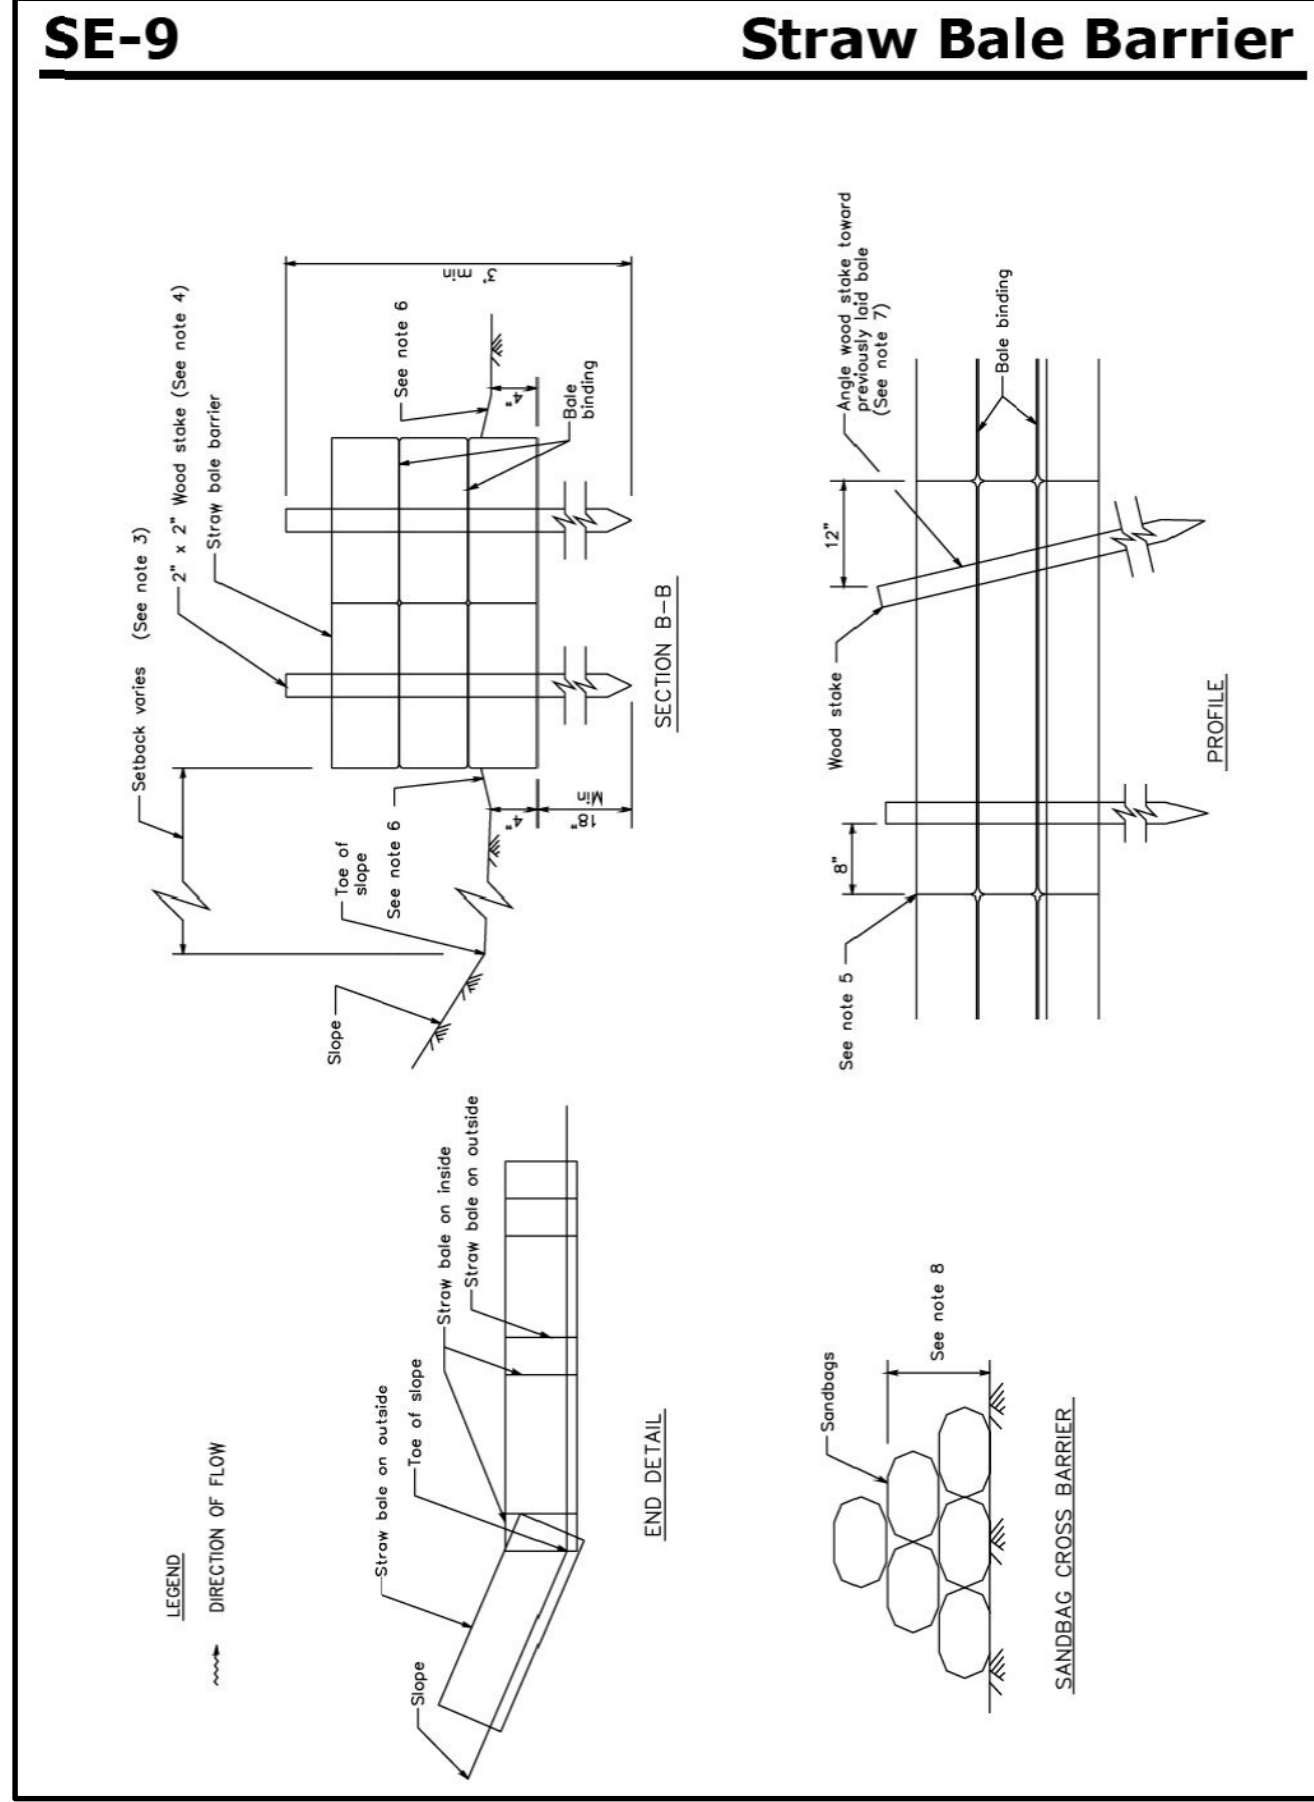 SE-9
Straw Bale Barrier
Setback varies (See note 3)
2" x 2" Wood stake (See note 4)
Straw bale barrier
Toe of
slope
See note 6
Slope
See note 6
4"
18"
Min
4"
3' min
Bale
binding
SECTION B-B
LEGEND
DIRECTION OF FLOW
Slope
Straw bale on outside
Toe of slope
Straw bale on inside
Straw bale on outside
END DETAIL
See note 5
8"
Wood stake
12"
Angle wood stake toward
previously laid bale
(See note 7)
Bale binding
PROFILE
Sandbags
See note 8
SANDBAG CROSS BARRIER